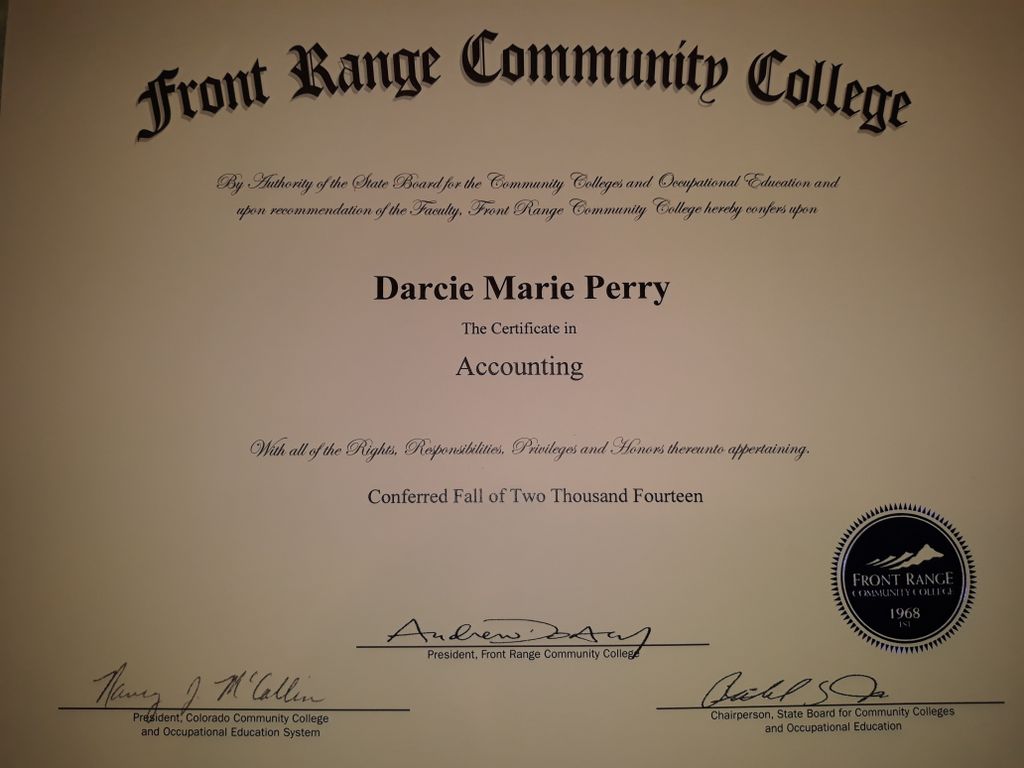 Front Range Community College
By Authority of the State Board for the Community Colleges and Occupational Education and
upon recommendation of the Faculty, Front Range Community College hereby confers upon
Darcie Marie Perry
The Certificate in
Accounting
With all of the Rights, Responsibilities, Privileges and Honors thereunto appertaining.
Conferred Fall of Two Thousand Fourteen
FRONT RANGE
COMMUNITY COLLEGE
1968
EST
President, Front Range Community College
Nancy J. McCallin
President, Colorado Community College
and Occupational Education System
Chairperson, State Board for Community Colleges
and Occupational Education